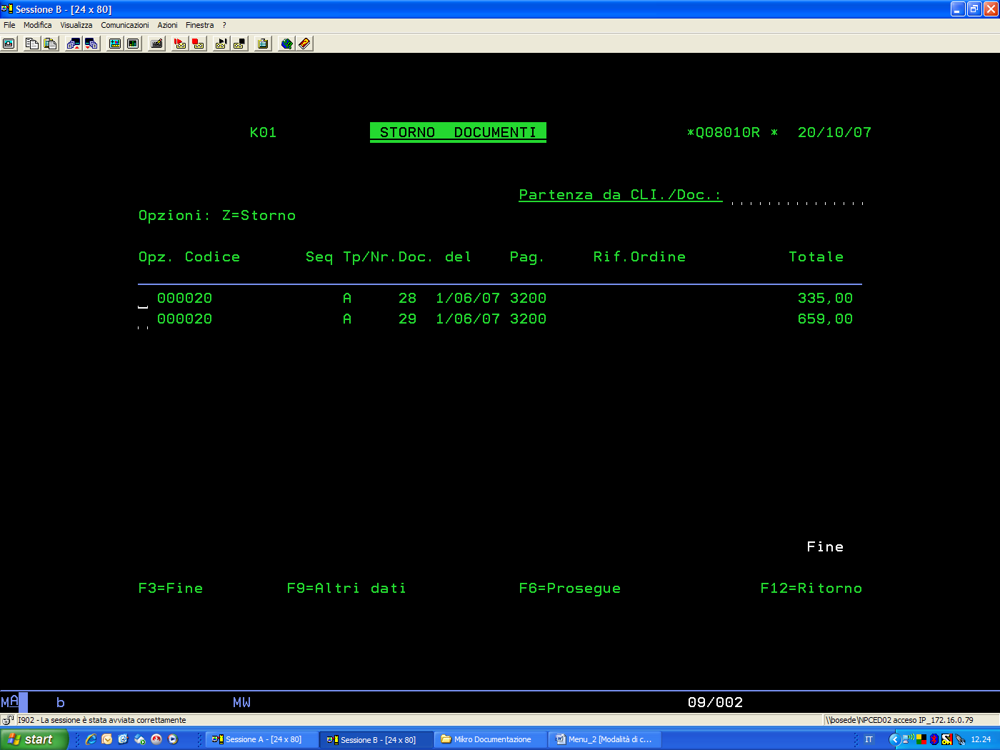 Sessione B - [24 x 80]
File Modifica Visualizza Comunicazioni Azioni Finestra ?
K01 STORNO DOCUMENTI *Q08010R * 20/10/07
Partenza da CLI./Doc.:
Opzioni: Z=Storno
Opz. Codice Seq Tp/Nr.Doc. del Pag. Rif.Ordine Totale
000020 A 28 1/06/07 3200 335,00
000020 A 29 1/06/07 3200 659,00
Fine
F3=Fine F9=Altri dati F6=Prosegue F12=Ritorno
MA b MW 09/002
I902 - La sessione è stata avviata correttamente \\bosede\NPCED02 acceso IP_172.16.0.79
start Sessione A - [24 x 80] Sessione B - [24 x 80] Mikro Documentazione Menu_2 [Modalità di c... IT 12.24